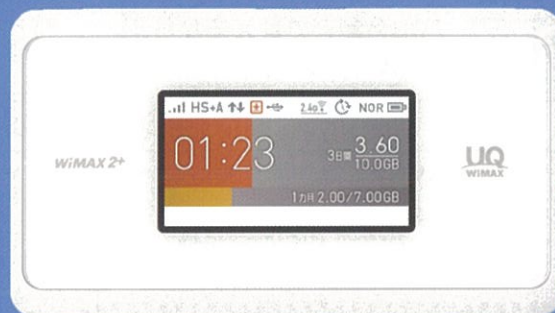 HS+A 2.4G NOR
WiMAX 2+
01:23
3日間 3.60
10.0GB
1カ月 2.00/7.00GB
UQ
WiMAX